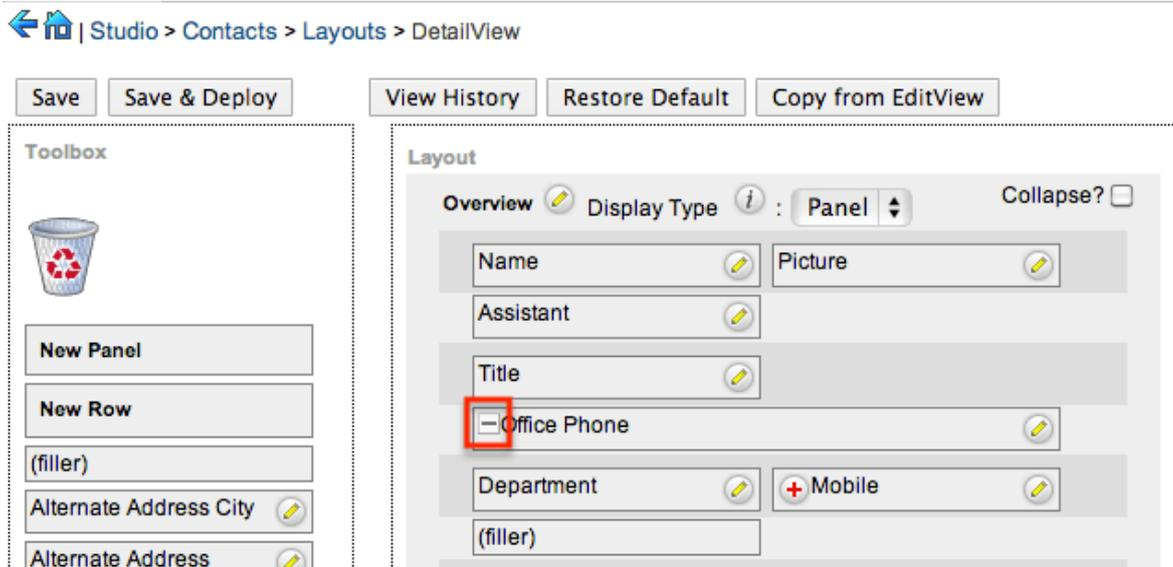 | Studio > Contacts > Layouts > DetailView
Save Save & Deploy View History Restore Default Copy from EditView
Toolbox
New Panel
New Row
(filler)
Alternate Address City
Alternate Address
Layout
Overview Display Type i : Panel Collapse?
Name Picture
Assistant
Title
Office Phone
Department Mobile
(filler)